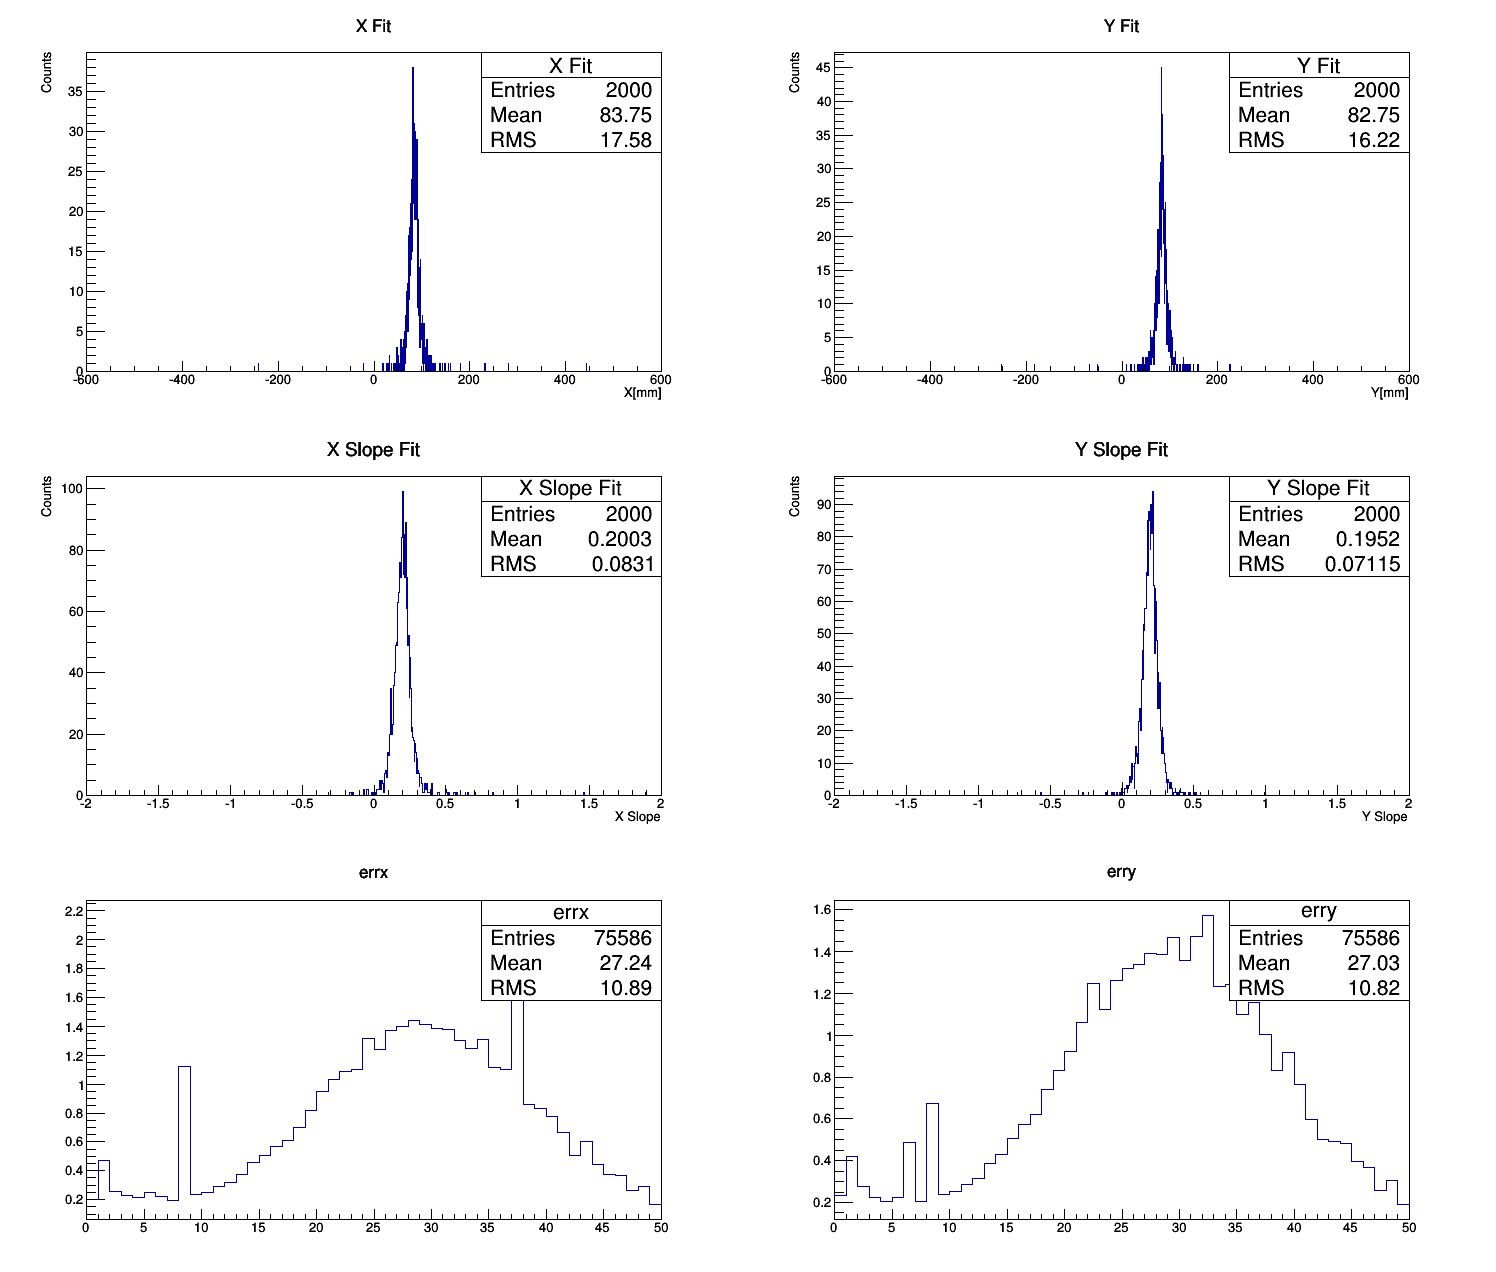 X Fit
Counts
X Fit
Entries 2000
Mean 83.75
RMS 17.58
35
30
25
20
15
10
5
0
-600 -400 -200 0 200 400 600
X[mm]
Y Fit
Counts
Y Fit
Entries 2000
Mean 82.75
RMS 16.22
45
40
35
30
25
20
15
10
5
0
-600 -400 -200 0 200 400 600
Y[mm]
X Slope Fit
Counts
X Slope Fit
Entries 2000
Mean 0.2003
RMS 0.0831
100
80
60
40
20
0
-2 -1.5 -1 -0.5 0 0.5 1 1.5 2
X Slope
Y Slope Fit
Counts
Y Slope Fit
Entries 2000
Mean 0.1952
RMS 0.07115
90
80
70
60
50
40
30
20
10
0
-2 -1.5 -1 -0.5 0 0.5 1 1.5 2
Y Slope
errx
errx
Entries 75586
Mean 27.24
RMS 10.89
2.2
2
1.8
1.6
1.4
1.2
1
0.8
0.6
0.4
0.2
0 5 10 15 20 25 30 35 40 45 50
erry
erry
Entries 75586
Mean 27.03
RMS 10.82
1.6
1.4
1.2
1
0.8
0.6
0.4
0.2
0 5 10 15 20 25 30 35 40 45 50